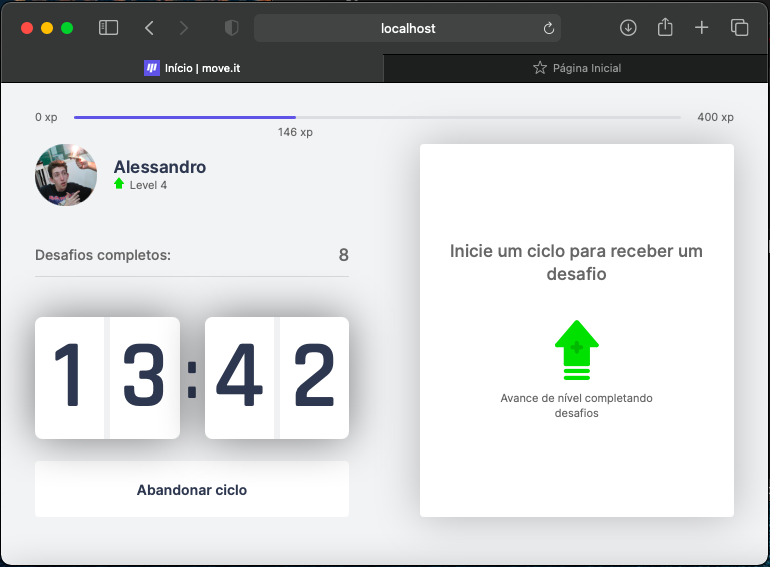 localhost
Início | move.it
Página Inicial
0 xp
146 xp
400 xp
Alessandro
Level 4
Desafios completos: 8
13:42
Abandonar ciclo
Inicie um ciclo para receber um
desafio
Avance de nível completando
desafios